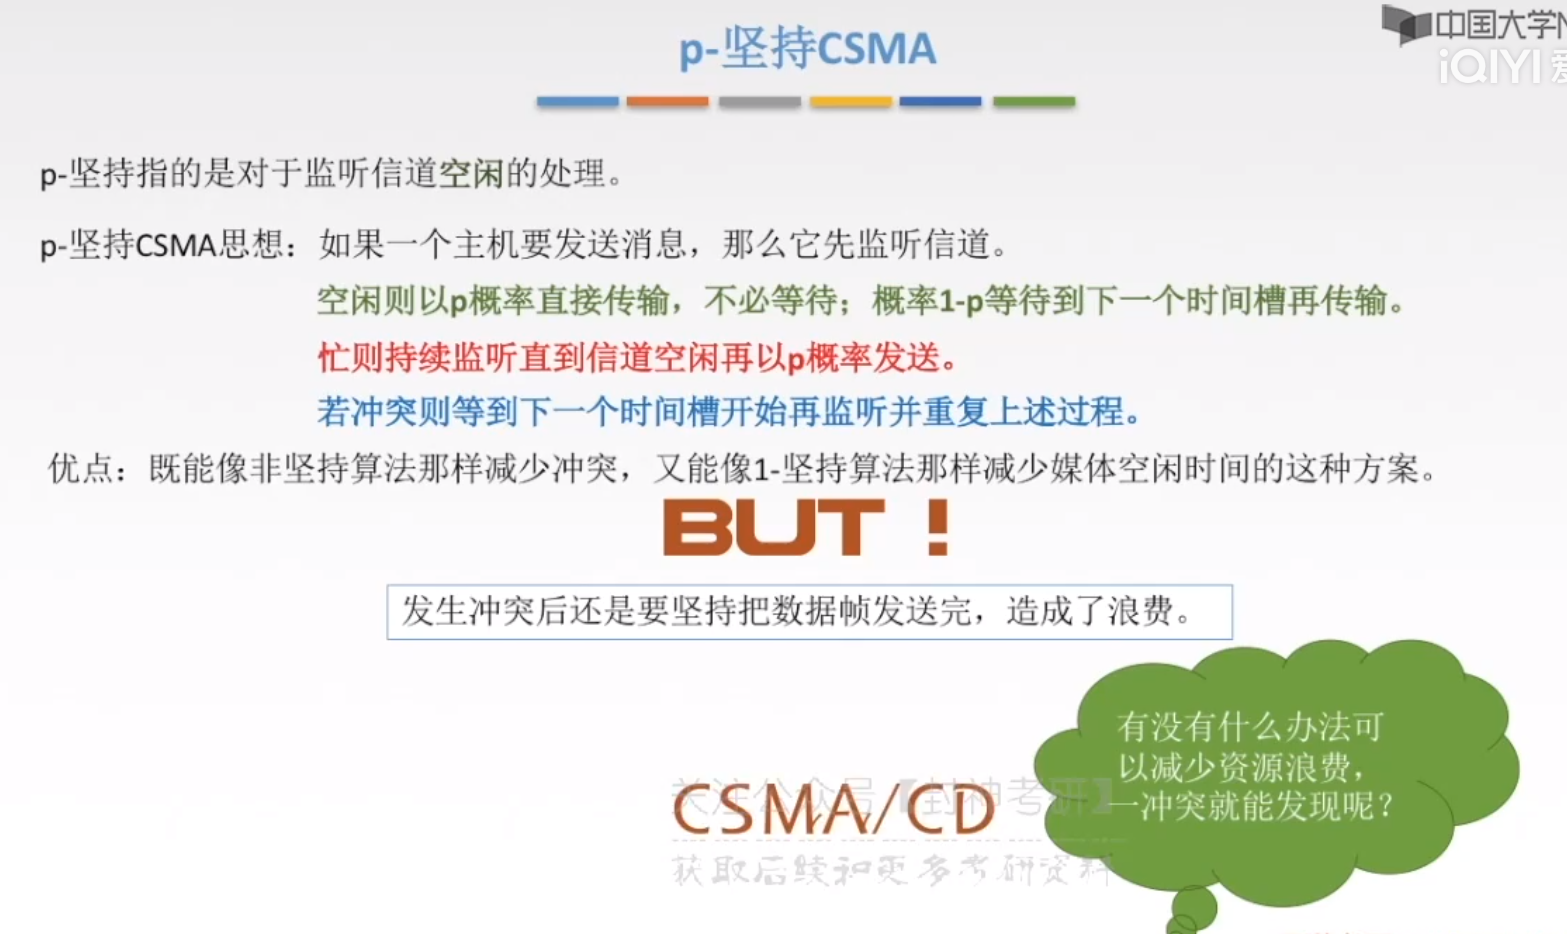 中国大学M
iQIYI 爱
p-坚持CSMA
p-坚持指的是对于监听信道空闲的处理。
p-坚持CSMA思想：如果一个主机要发送消息，那么它先监听信道。
空闲则以p概率直接传输，不必等待；概率1-p等待到下一个时间槽再传输。
忙则持续监听直到信道空闲再以p概率发送。
若冲突则等到下一个时间槽开始再监听并重复上述过程。
优点：既能像非坚持算法那样减少冲突，又能像1-坚持算法那样减少媒体空闲时间的这种方案。
BUT！
发生冲突后还是要坚持把数据帧发送完，造成了浪费。
有没有什么办法可
以减少资源浪费，
一冲突就能发现呢？
关注公众号【封神考研】
CSMA/CD
获取后续和更多考研资料